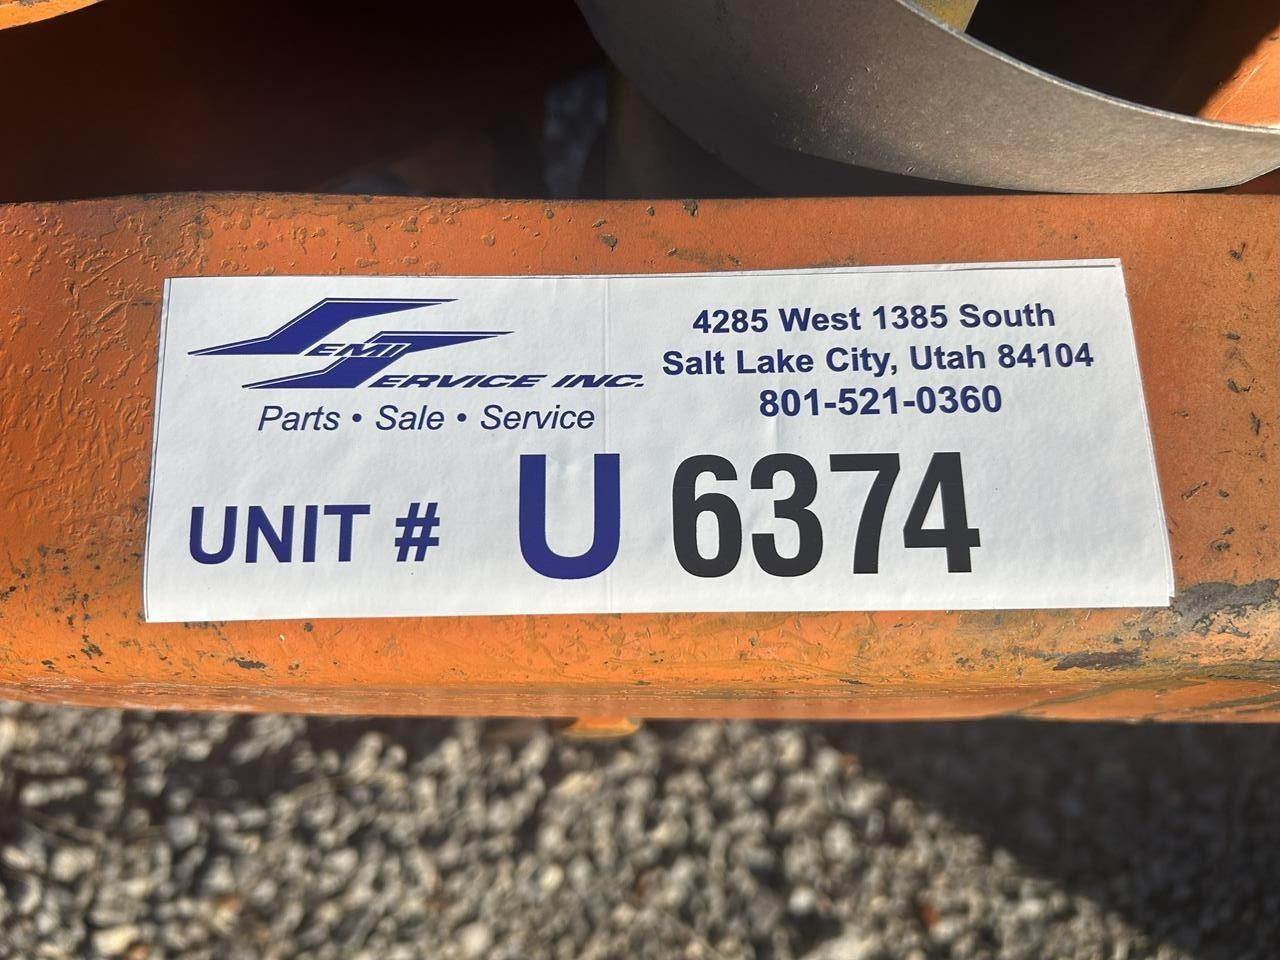 SEMI
SERVICE INC.
Parts • Sale • Service
4285 West 1385 South
Salt Lake City, Utah 84104
801-521-0360
UNIT # U 6374